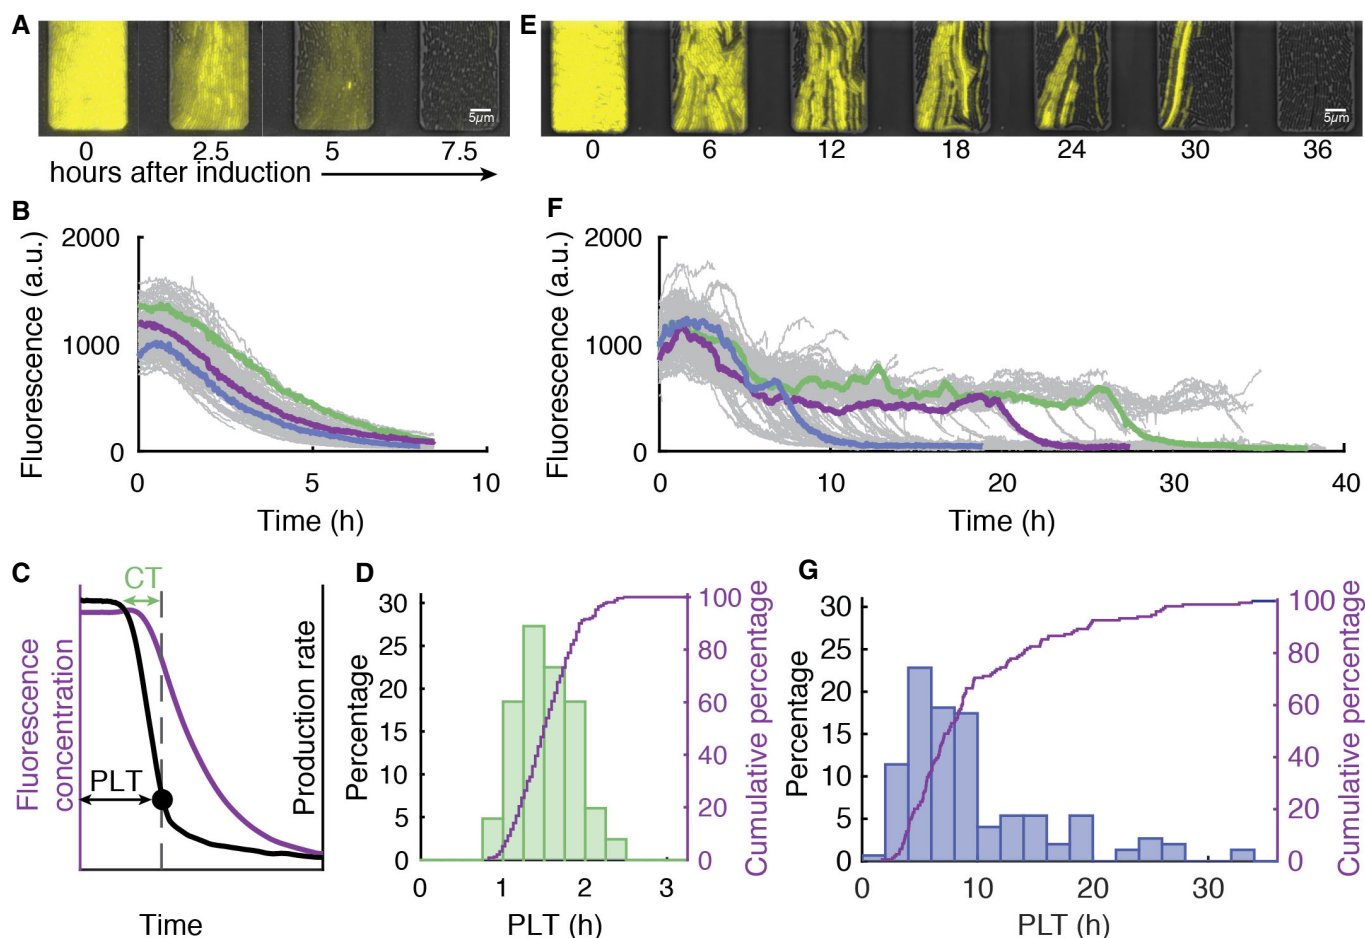 A
5µm
0 2.5 5 7.5
hours after induction
E
5µm
0 6 12 18 24 30 36
B
Fluorescence (a.u.)
2000
1000
0
0 5 10
Time (h)
F
Fluorescence (a.u.)
2000
1000
0
0 10 20 30 40
Time (h)
C
CT
PLT
Fluorescence
concentration
Production rate
Time
D
Percentage
30
25
20
15
10
5
0
0 1 2 3
PLT (h)
100
80
60
40
20
0
Cumulative percentage
G
Percentage
30
25
20
15
10
5
0
0 10 20 30
PLT (h)
100
80
60
40
20
0
Cumulative percentage